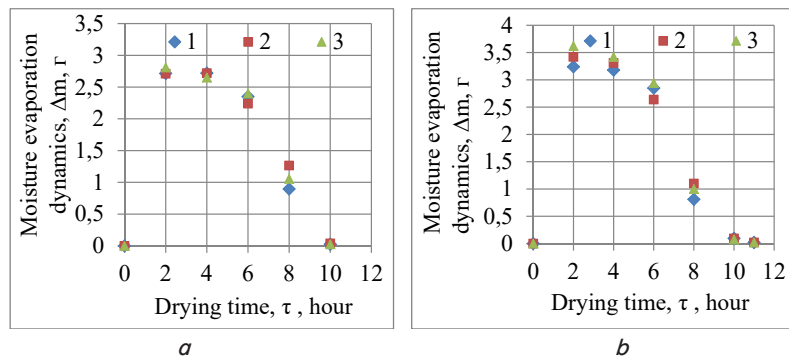 3,5
3
2,5
2
1,5
1
0,5
0
0 2 4 6 8 10 12
1 2 3
Moisture evaporation
dynamics, Δm, г
Drying time, τ , hour
a
4
3,5
3
2,5
2
1,5
1
0,5
0
0 2 4 6 8 10 12
1 2 3
Moisture evaporation
dynamics, Δm, г
Drying time, τ , hour
b